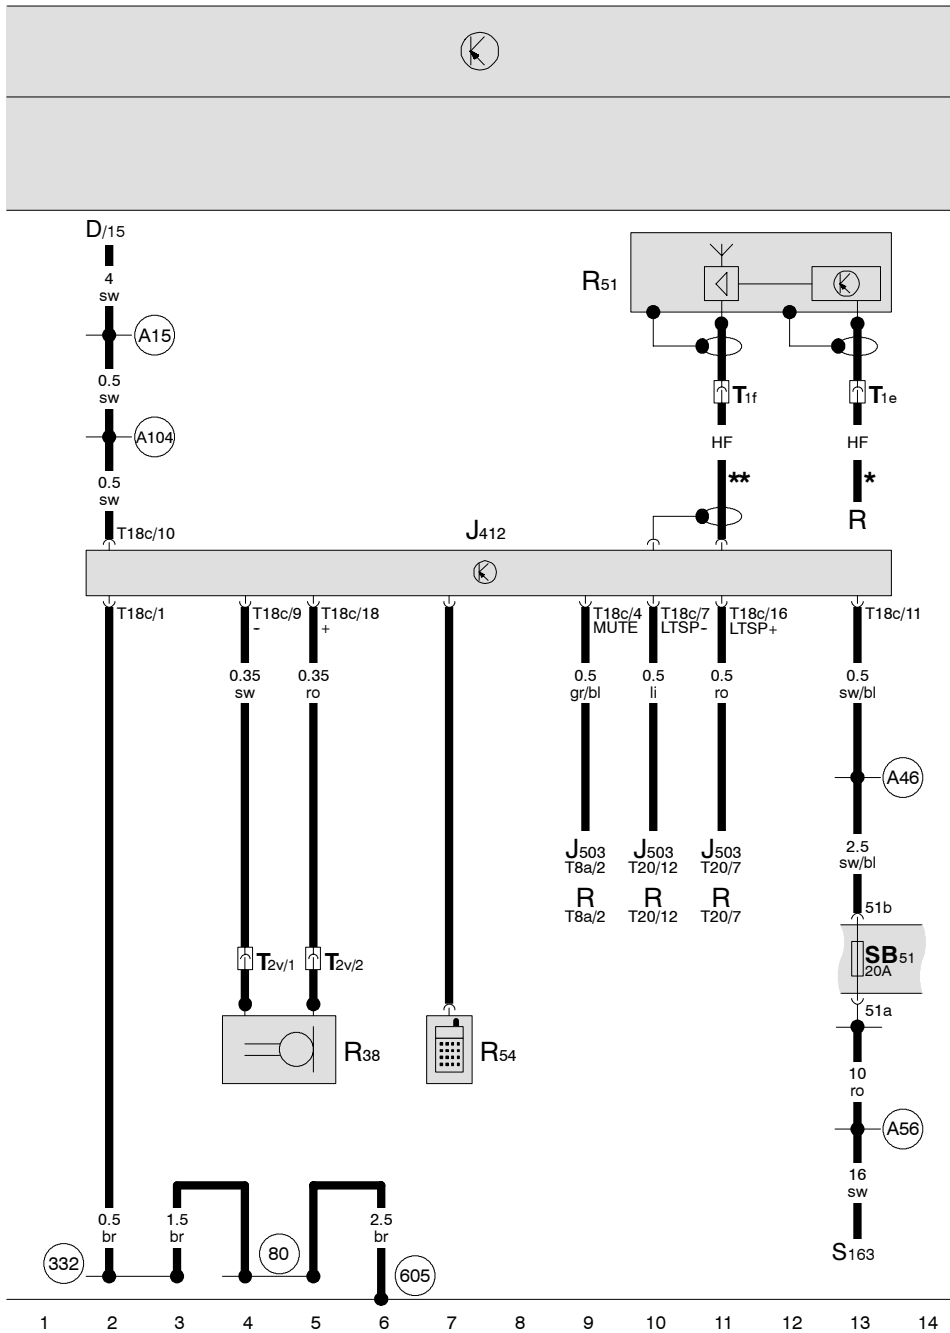 D/15
4
sw
R51
A15
0.5
sw
T1f
T1e
A104
HF
HF
0.5
sw
**
*
R
T18c/10
J412
T18c/1
T18c/9
-
T18c/18
+
T18c/4
MUTE
T18c/7
LTSP-
T18c/16
LTSP+
T18c/11
0.35
sw
0.35
ro
0.5
gr/bl
0.5
li
0.5
ro
0.5
sw/bl
A46
J503
T8a/2
J503
T20/12
J503
T20/7
2.5
sw/bl
R
T8a/2
R
T20/12
R
T20/7
51b
T2v/1
T2v/2
SB51
20A
51a
R38
R54
10
ro
A56
16
sw
0.5
br
1.5
br
2.5
br
S163
332
80
605
1 2 3 4 5 6 7 8 9 10 11 12 13 14